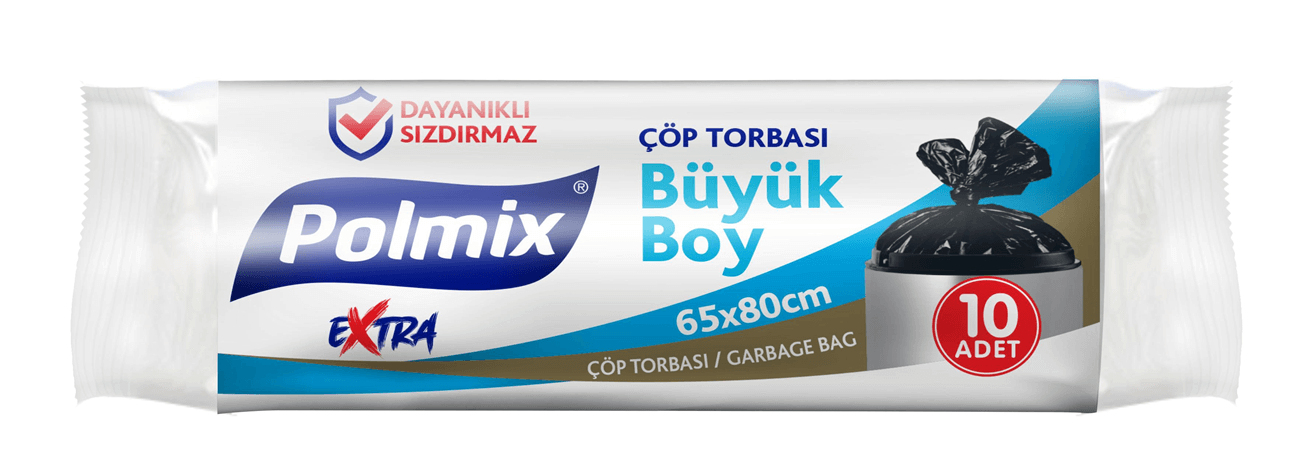 DAYANIKLI
SIZDIRMAZ
Polmix®
EXTRA
ÇÖP TORBASI
Büyük
Boy
65x80cm
ÇÖP TORBASI / GARBAGE BAG
10
ADET